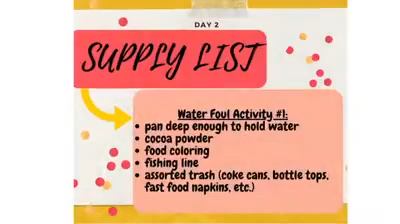 DAY 2
SUPPLY LIST
Water Foul Activity #1:
• pan deep enough to hold water
• cocoa powder
• food coloring
• fishing line
• assorted trash (coke cans, bottle tops,
fast food napkins, etc.)